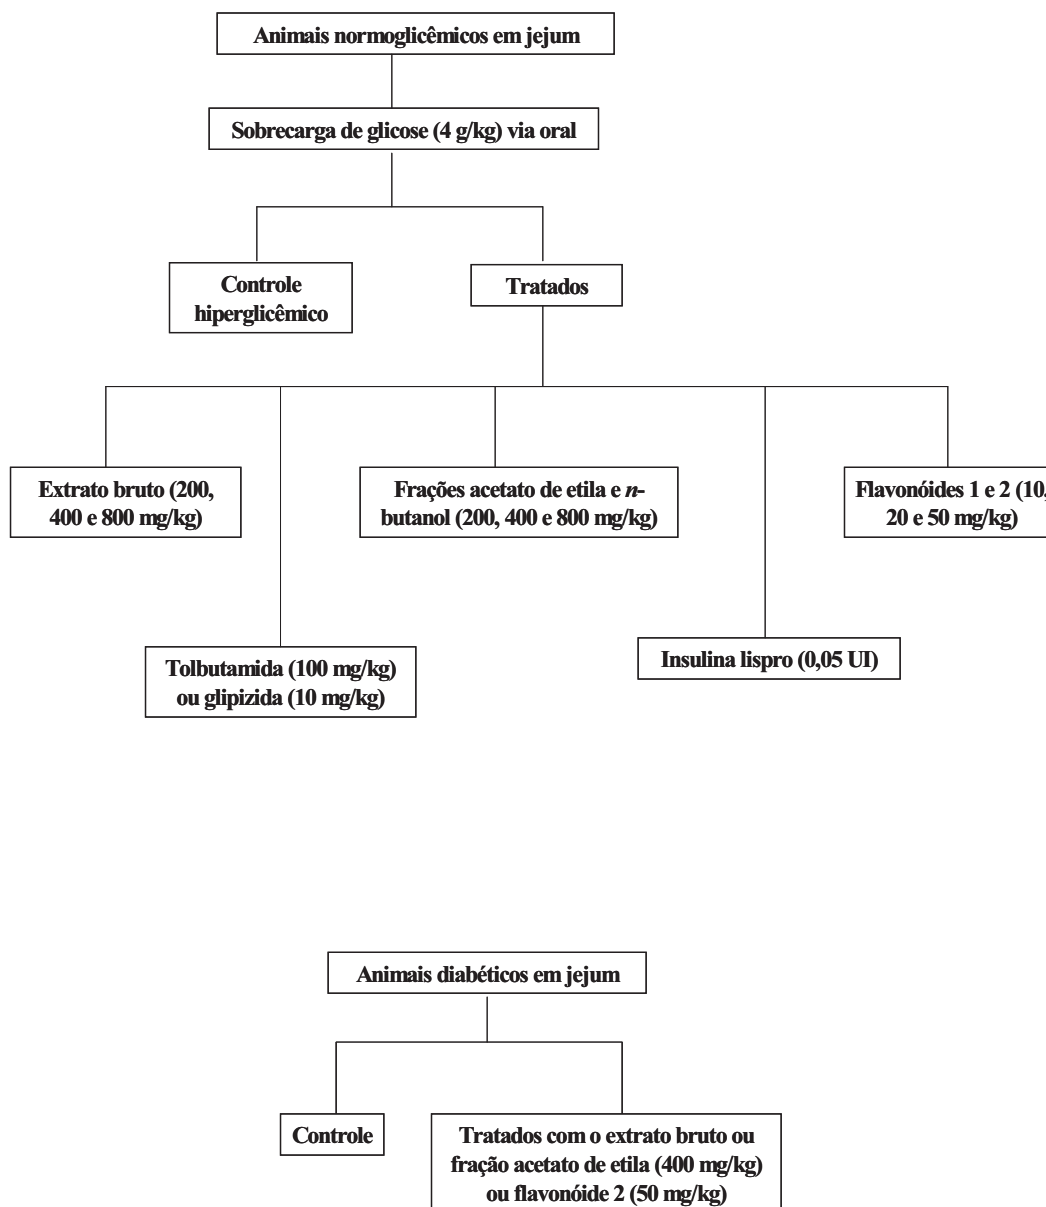 Animais normoglicêmicos em jejum
Sobrecarga de glicose (4 g/kg) via oral
Controle
hiperglicêmico
Tratados
Extrato bruto (200,
400 e 800 mg/kg)
Frações acetato de etila e n-
butanol (200, 400 e 800 mg/kg)
Flavonóides 1 e 2 (10,
20 e 50 mg/kg)
Tolbutamida (100 mg/kg)
ou glipizida (10 mg/kg)
Insulina lispro (0,05 UI)
Animais diabéticos em jejum
Controle
Tratados com o extrato bruto ou
fração acetato de etila (400 mg/kg)
ou flavonóide 2 (50 mg/kg)